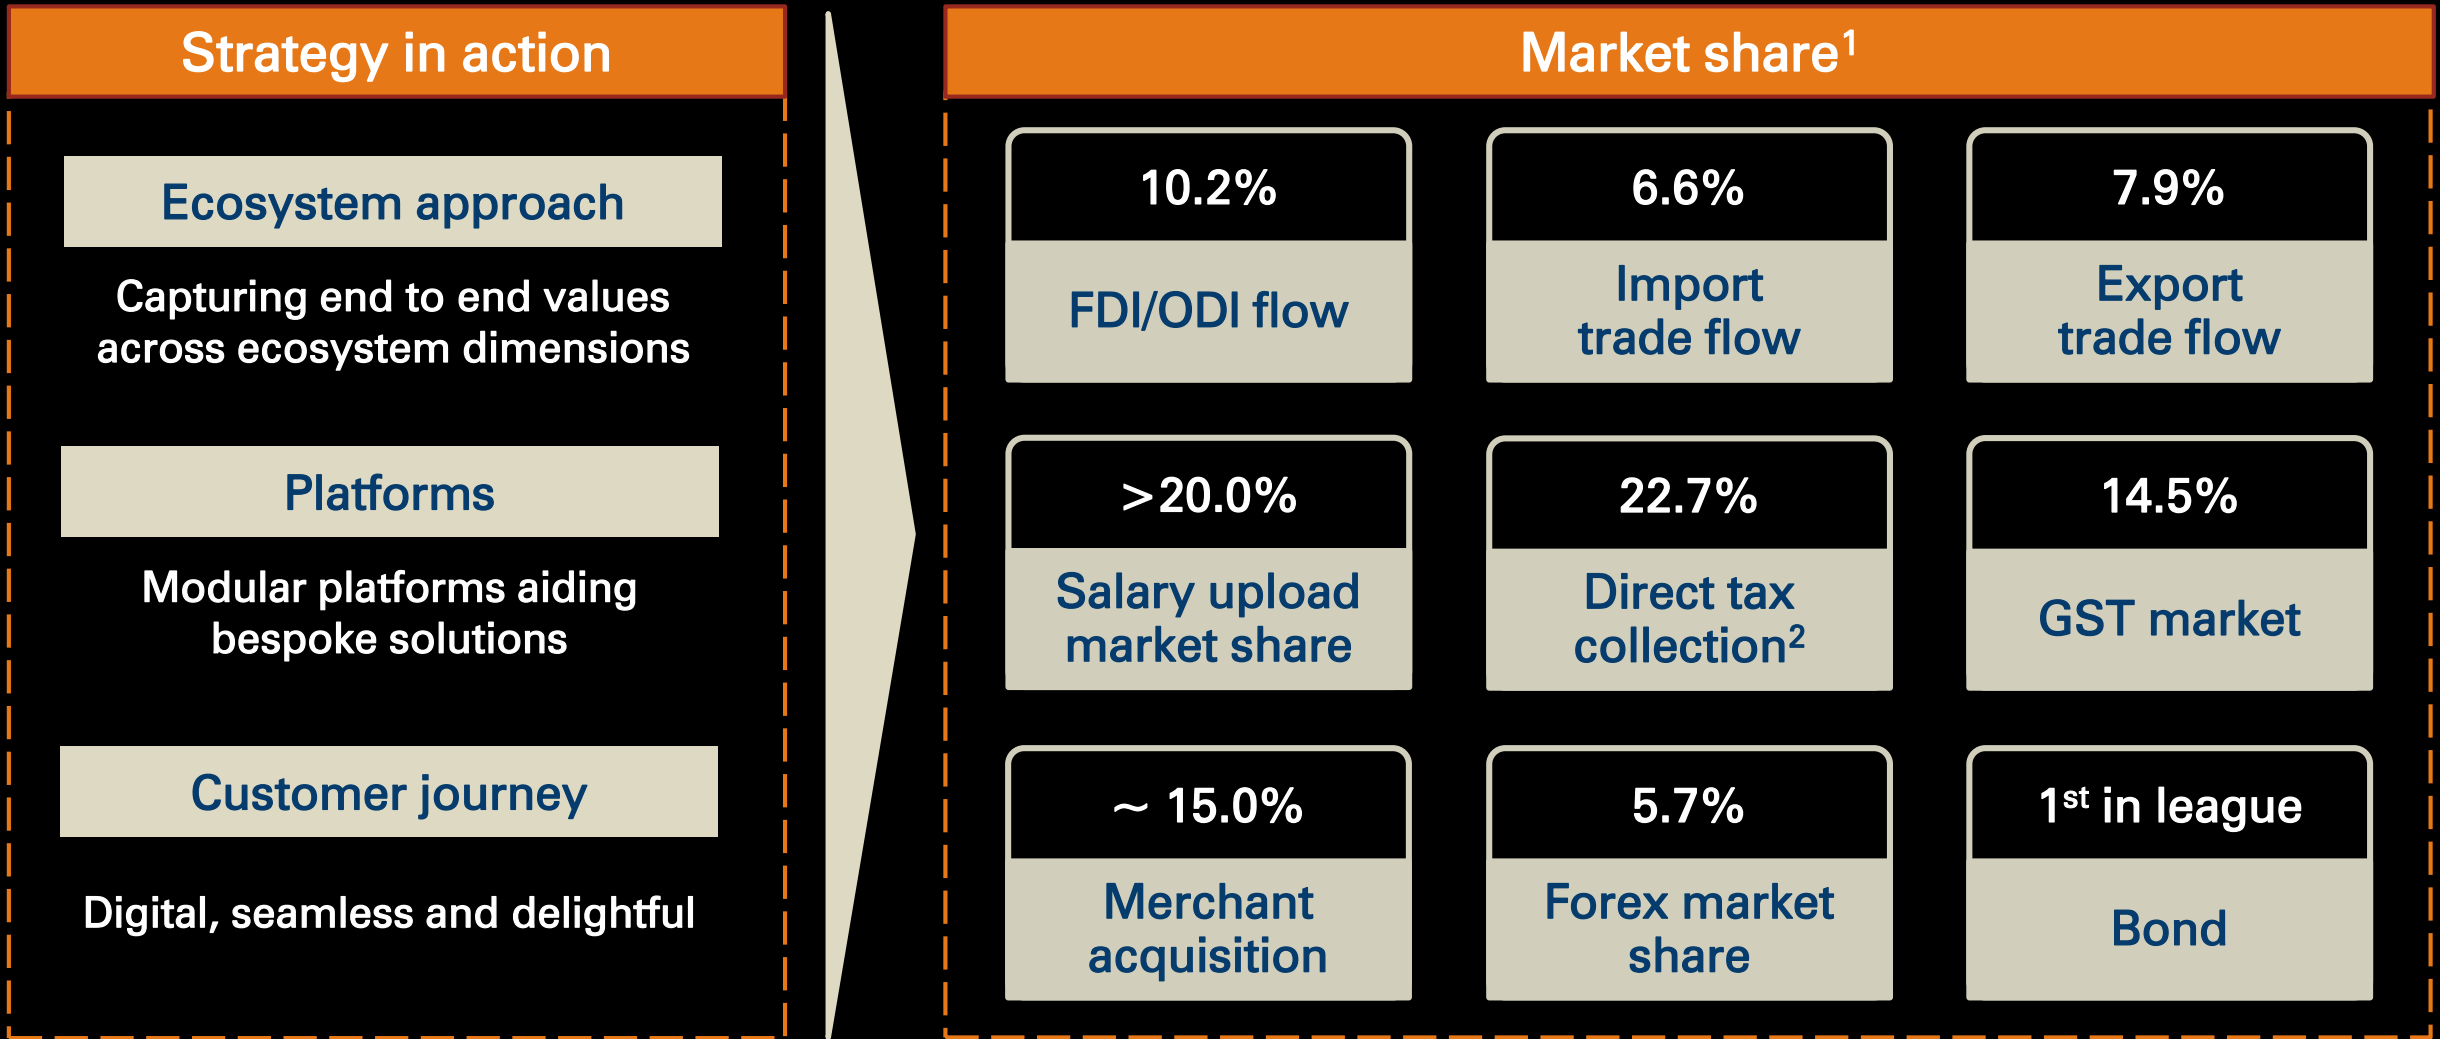 Strategy in action
Ecosystem approach
Capturing end to end values
across ecosystem dimensions
Platforms
Modular platforms aiding
bespoke solutions
Customer journey
Digital, seamless and delightful
Market share¹
10.2%
FDI/ODI flow
6.6%
Import
trade flow
7.9%
Export
trade flow
>20.0%
Salary upload
market share
22.7%
Direct tax
collection²
14.5%
GST market
~ 15.0%
Merchant
acquisition
5.7%
Forex market
share
1st in league
Bond